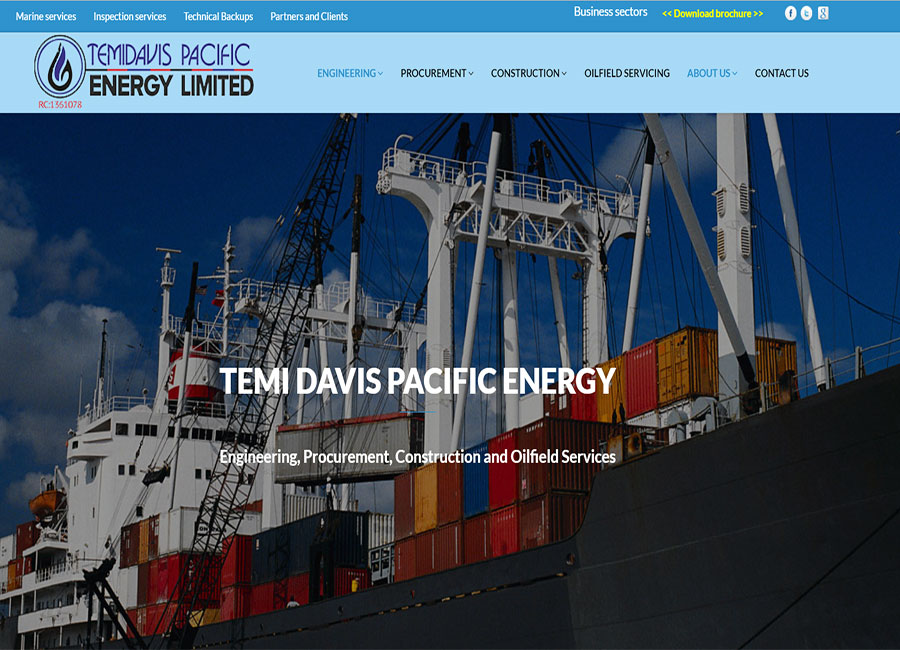 Marine services Inspection services Technical Backups Partners and Clients Business sectors << Download brochure >>
TEMIDAVIS PACIFIC
ENERGY LIMITED
RC:1351078
ENGINEERING PROCUREMENT CONSTRUCTION OILFIELD SERVICING ABOUT US CONTACT US
TEMI DAVIS PACIFIC ENERGY
Engineering, Procurement, Construction and Oilfield Services